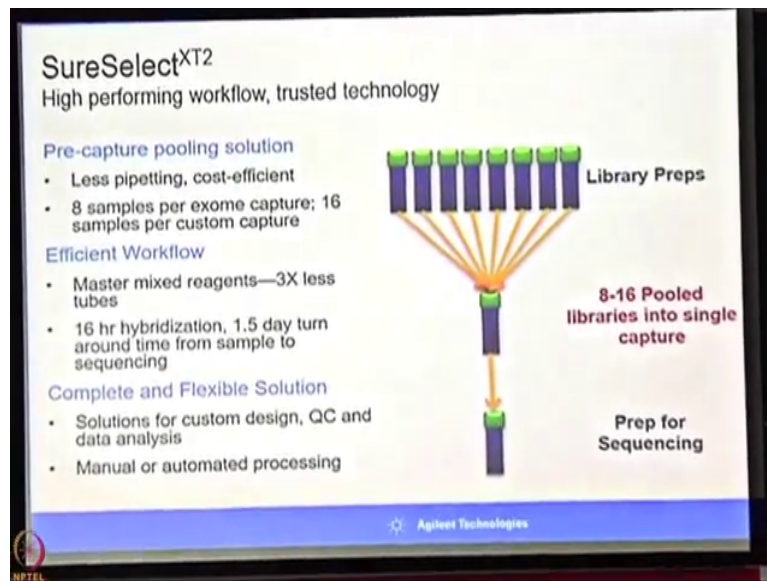 SureSelectXT2
High performing workflow, trusted technology
Pre-capture pooling solution
• Less pipetting, cost-efficient
• 8 samples per exome capture; 16
samples per custom capture
Efficient Workflow
• Master mixed reagents—3X less
tubes
• 16 hr hybridization, 1.5 day turn
around time from sample to
sequencing
Complete and Flexible Solution
• Solutions for custom design, QC and
data analysis
• Manual or automated processing
Library Preps
8-16 Pooled
libraries into single
capture
Prep for
Sequencing
Agilent Technologies
NPTEL